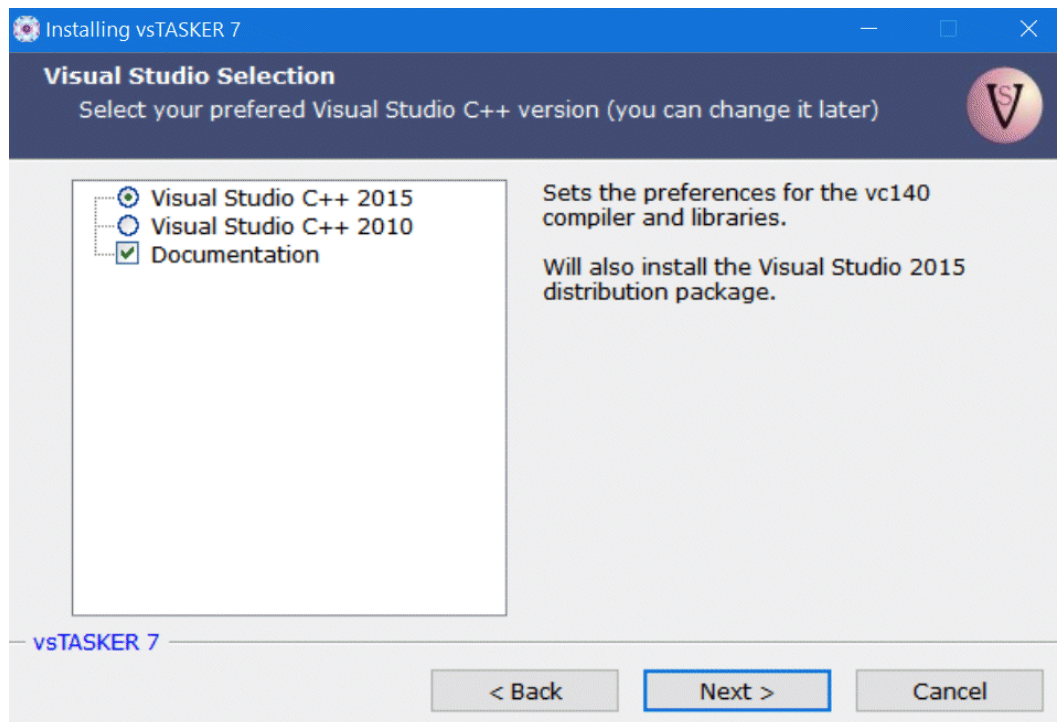 Installing vsTASKER 7
Visual Studio Selection
Select your prefered Visual Studio C++ version (you can change it later)
VS
Visual Studio C++ 2015
Visual Studio C++ 2010
Documentation
Sets the preferences for the vc140
compiler and libraries.
Will also install the Visual Studio 2015
distribution package.
vsTASKER 7
< Back
Next >
Cancel